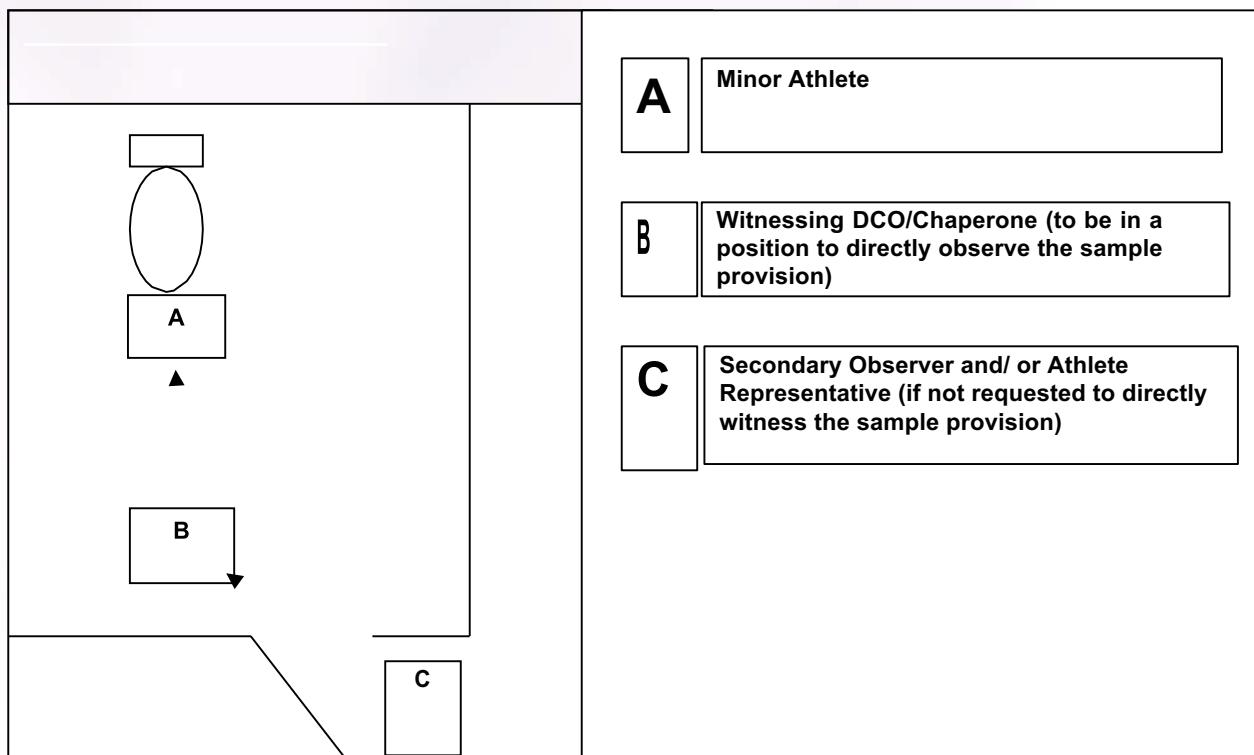 A
B
C
A
Minor Athlete
B
Witnessing DCO/Chaperone (to be in a
position to directly observe the sample
provision)
C
Secondary Observer and/ or Athlete
Representative (if not requested to directly
witness the sample provision)